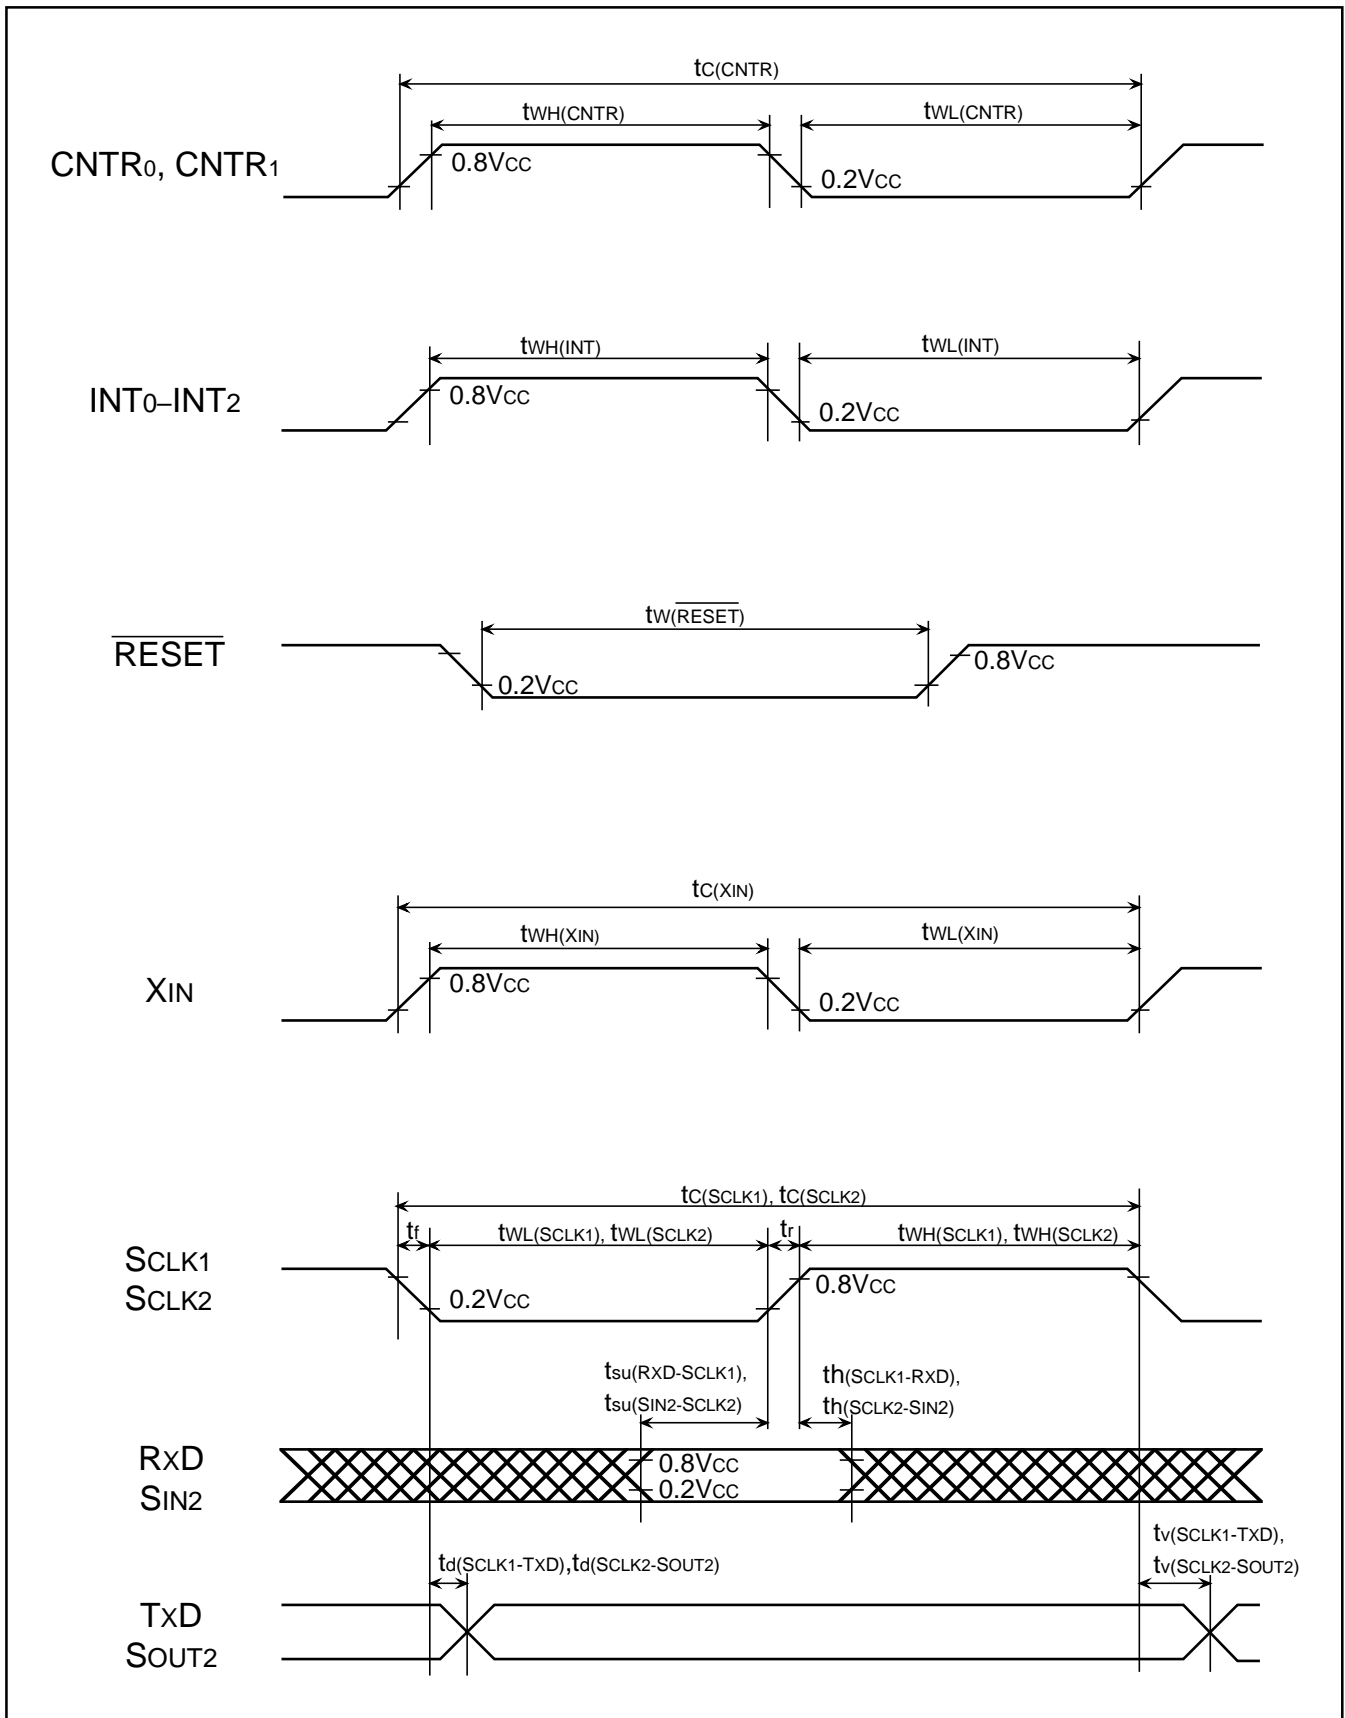 tC(CNTR)
tWH(CNTR)
tWL(CNTR)
CNTR0, CNTR1
0.8VCC
0.2VCC
tWH(INT)
tWL(INT)
INT0–INT2
0.8VCC
0.2VCC
tW(RESET)
RESET
0.2VCC
0.8VCC
tC(XIN)
tWH(XIN)
tWL(XIN)
XIN
0.8VCC
0.2VCC
tC(SCLK1), tC(SCLK2)
tf
tWL(SCLK1), tWL(SCLK2)
tr
tWH(SCLK1), tWH(SCLK2)
SCLK1
SCLK2
0.2VCC
0.8VCC
tsu(RXD-SCLK1),
tsu(SIN2-SCLK2)
th(SCLK1-RXD),
th(SCLK2-SIN2)
RXD
SIN2
0.8VCC
0.2VCC
td(SCLK1-TXD),td(SCLK2-SOUT2)
tv(SCLK1-TXD),
tv(SCLK2-SOUT2)
TXD
SOUT2